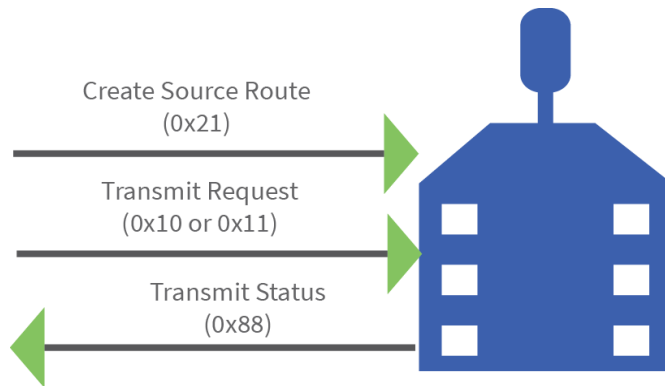 Create Source Route
(0x21)
Transmit Request
(0x10 or 0x11)
Transmit Status
(0x88)